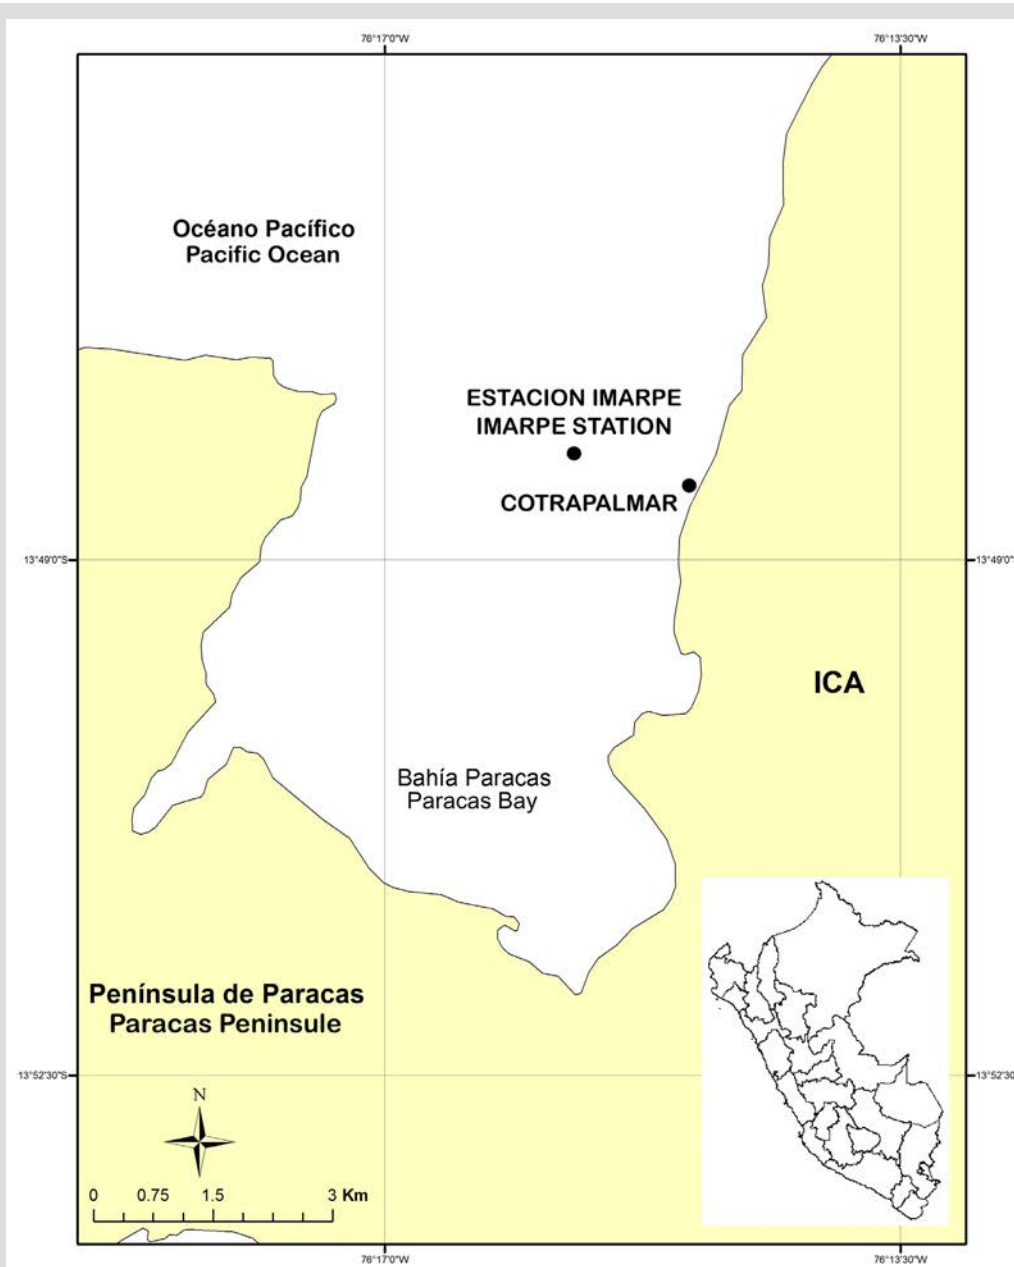 76°17'0"W
76°13'30"W
Océano Pacífico
Pacific Ocean
ESTACION IMARPE
IMARPE STATION
COTRAPALMAR
13°49'0"S
13°49'0"
ICA
Bahía Paracas
Paracas Bay
Península de Paracas
Paracas Peninsule
13°52'30"S
13°52'30
N
0 0.75 1.5 3 Km
76°17'0"W
76°13'30"W